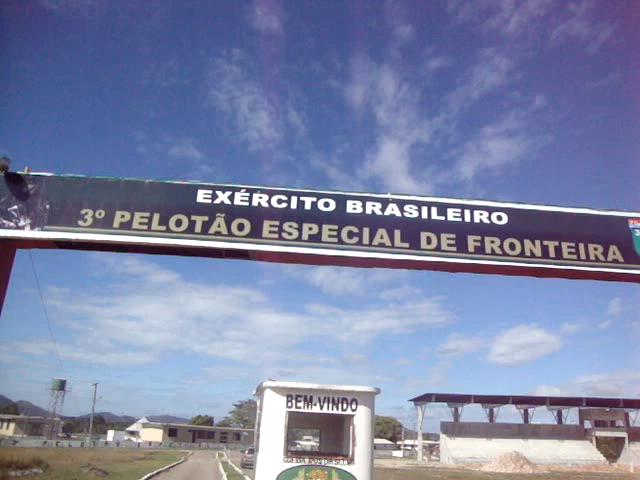 EXÉRCITO BRASILEIRO
3º PELOTÃO ESPECIAL DE FRONTEIRA
BEM-VINDO